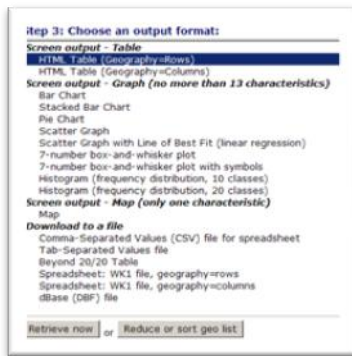 Step 3: Choose an output format:
Screen output - Table
HTML Table (Geography=Rows)
HTML Table (Geography=Columns)
Screen output - Graph (no more than 13 characteristics)
Bar Chart
Stacked Bar Chart
Pie Chart
Scatter Graph
Scatter Graph with Line of Best Fit (linear regression)
7-number box-and-whisker plot
7-number box-and-whisker plot with symbols
Histogram (frequency distribution, 10 classes)
Histogram (frequency distribution, 20 classes)
Screen output - Map (only one characteristic)
Map
Download to a file
Comma-Separated Values (CSV) file for spreadsheet
Tab-Separated Values file
Beyond 20/20 Table
Spreadsheet: WK1 file, geography=rows
Spreadsheet: WK1 file, geography=columns
dBase (DBF) file
Retrieve now or Reduce or sort geo list